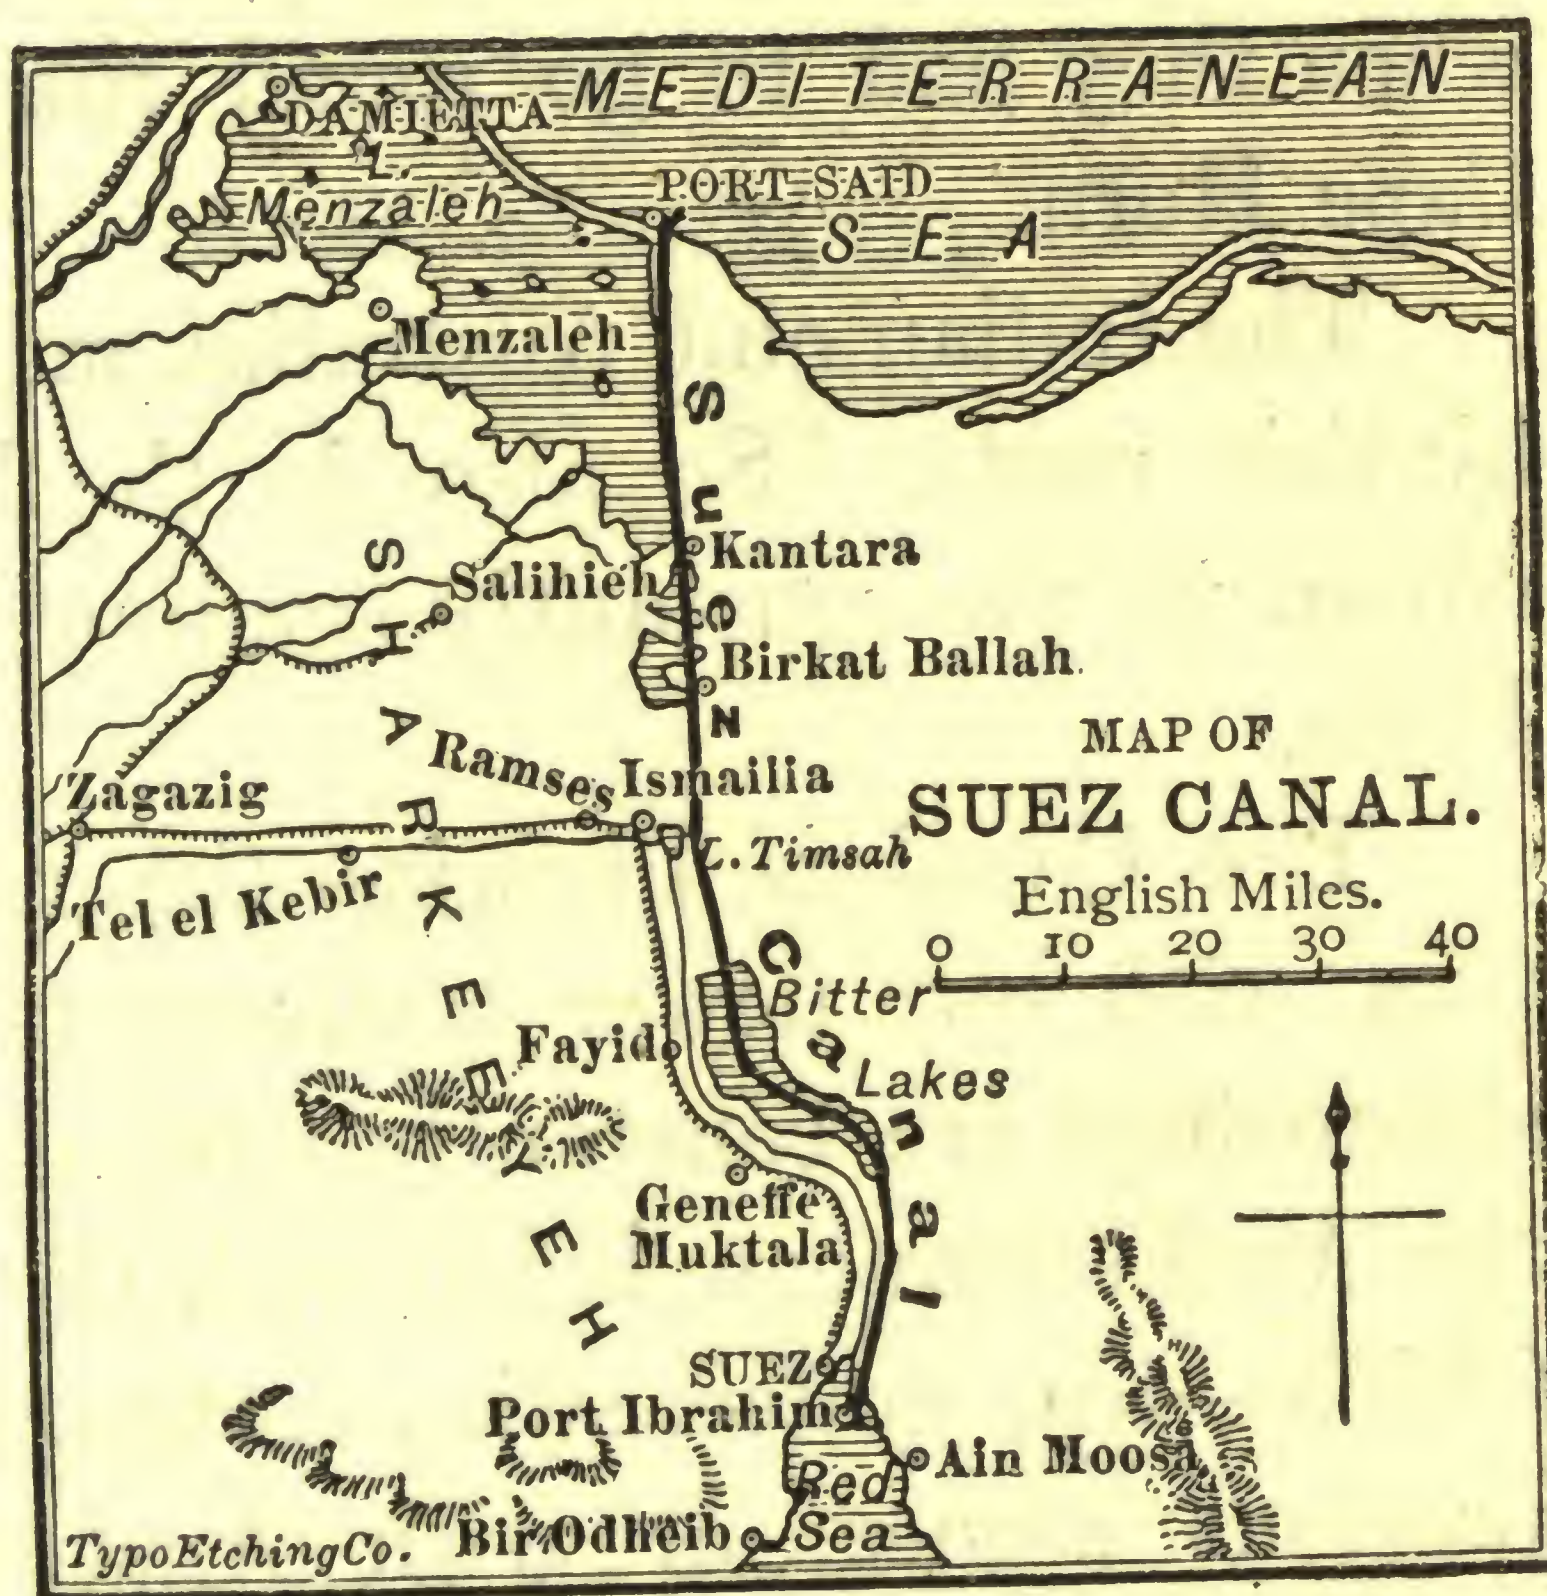 MEDITERRANEAN
DAMIETTA
L.
Menzaleh
PORT SAID
SEA
Menzaleh
Suez
Kantara
Salihieh
Birkat Ballah.
MAP OF
SUEZ CANAL.
English Miles.
0 10 20 30 40
Ramses
Ismailia
Zagazig
L. Timsah
Tel el Kebir
SHARKEEYEH
Canal
Bitter
Lakes
Fayid
Geneffe
Muktala
SUEZ
Port Ibrahim
Ain Moosa
Red
Sea
Bir Odheib
TypoEtchingCo.